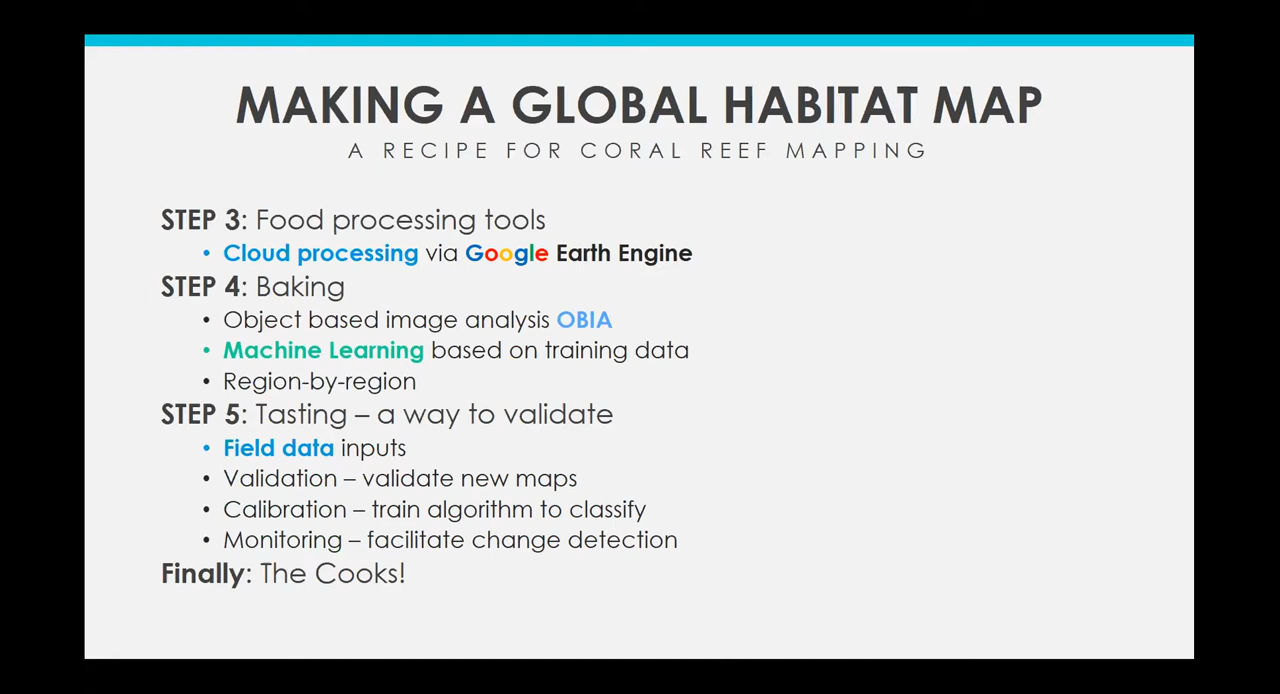 MAKING A GLOBAL HABITAT MAP
A RECIPE FOR CORAL REEF MAPPING
STEP 3: Food processing tools
• Cloud processing via Google Earth Engine
STEP 4: Baking
• Object based image analysis OBIA
• Machine Learning based on training data
• Region-by-region
STEP 5: Tasting – a way to validate
• Field data inputs
• Validation – validate new maps
• Calibration – train algorithm to classify
• Monitoring – facilitate change detection
Finally: The Cooks!